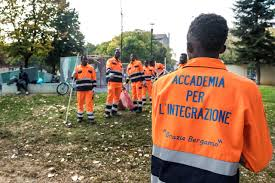 ACCADEMIA
PER
L'INTEGRAZIONE
"Grazie Bergamo"